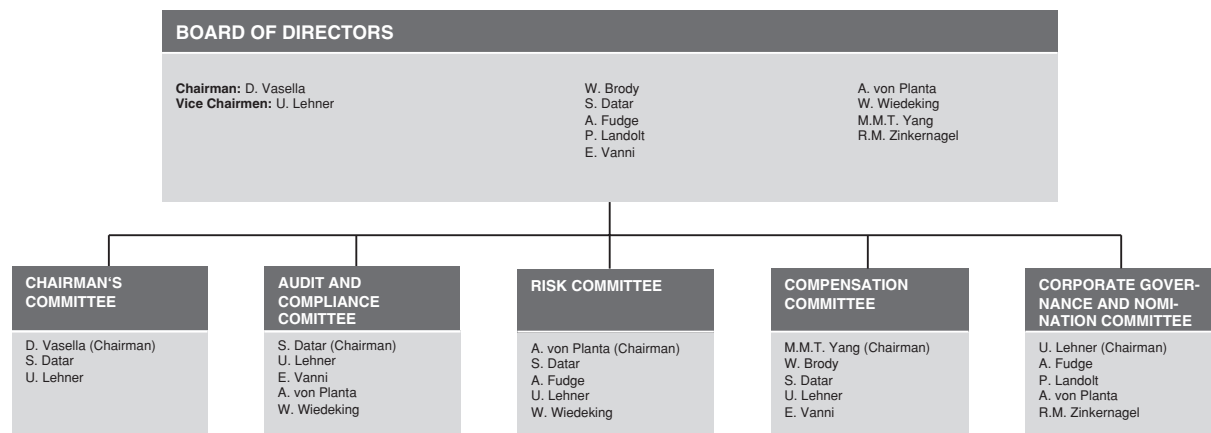 BOARD OF DIRECTORS
Chairman: D. Vasella
Vice Chairmen: U. Lehner
W. Brody
S. Datar
A. Fudge
P. Landolt
E. Vanni
A. von Planta
W. Wiedeking
M.M.T. Yang
R.M. Zinkernagel
CHAIRMAN‘S
COMMITTEE
D. Vasella (Chairman)
S. Datar
U. Lehner
AUDIT AND
COMPLIANCE
COMITTEE
S. Datar (Chairman)
U. Lehner
E. Vanni
A. von Planta
W. Wiedeking
RISK COMMITTEE
A. von Planta (Chairman)
S. Datar
A. Fudge
U. Lehner
W. Wiedeking
COMPENSATION
COMMITTEE
M.M.T. Yang (Chairman)
W. Brody
S. Datar
U. Lehner
E. Vanni
CORPORATE GOVER-
NANCE AND NOMI-
NATION COMMITTEE
U. Lehner (Chairman)
A. Fudge
P. Landolt
A. von Planta
R.M. Zinkernagel